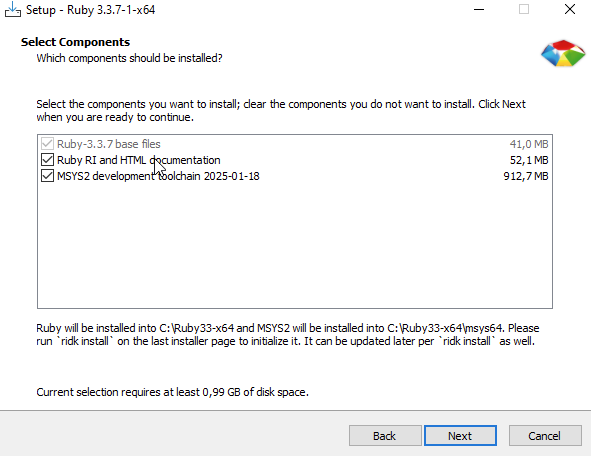 Setup - Ruby 3.3.7-1-x64
Select Components
Which components should be installed?
Select the components you want to install; clear the components you do not want to install. Click Next
when you are ready to continue.
Ruby-3.3.7 base files 41,0 MB
Ruby RI and HTML documentation 52,1 MB
MSYS2 development toolchain 2025-01-18 912,7 MB
Ruby will be installed into C:\Ruby33-x64 and MSYS2 will be installed into C:\Ruby33-x64\msys64. Please
run `ridk install` on the last installer page to initialize it. It can be updated later per `ridk install` as well.
Current selection requires at least 0,99 GB of disk space.
Back Next Cancel